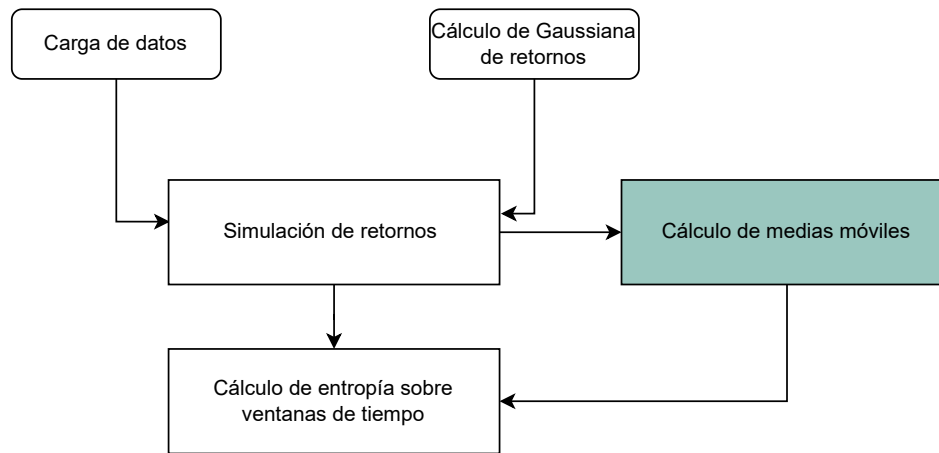 Carga de datos
Cálculo de Gaussiana
de retornos
Simulación de retornos
Cálculo de medias móviles
Cálculo de entropía sobre
ventanas de tiempo